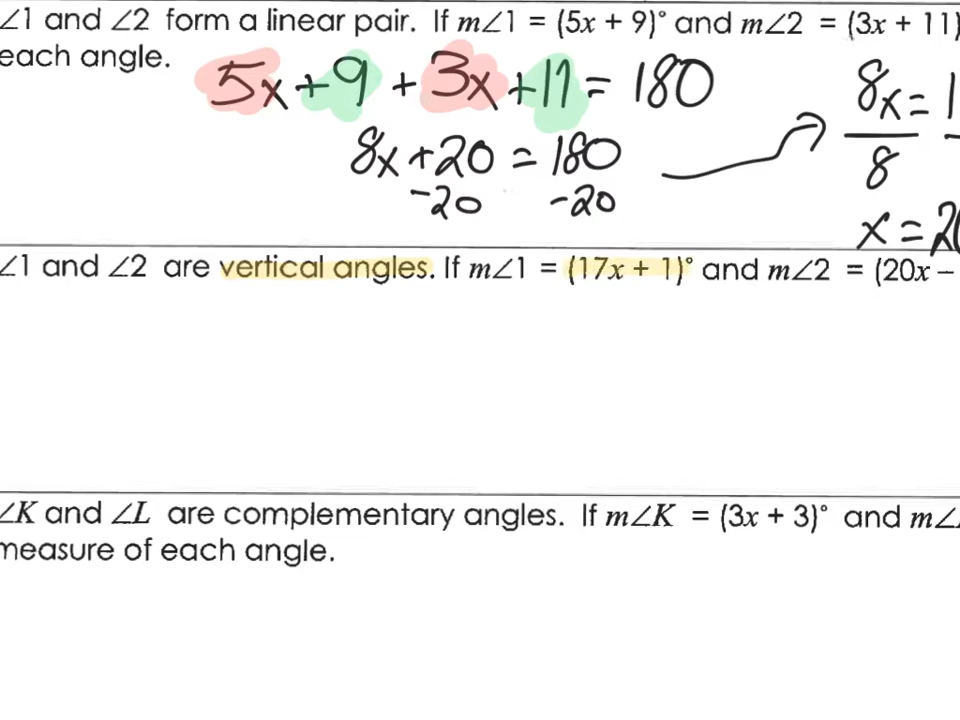 ∠1 and ∠2 form a linear pair. If m∠1 = (5x + 9)° and m∠2 = (3x + 11)
each angle.
5x+9 + 3x+11 = 180
8x = 1
8x+20 = 180
8
-20 -20
x = 20
∠1 and ∠2 are vertical angles. If m∠1 = (17x + 1)° and m∠2 = (20x –
∠K and ∠L are complementary angles. If m∠K = (3x + 3)° and m∠
measure of each angle.